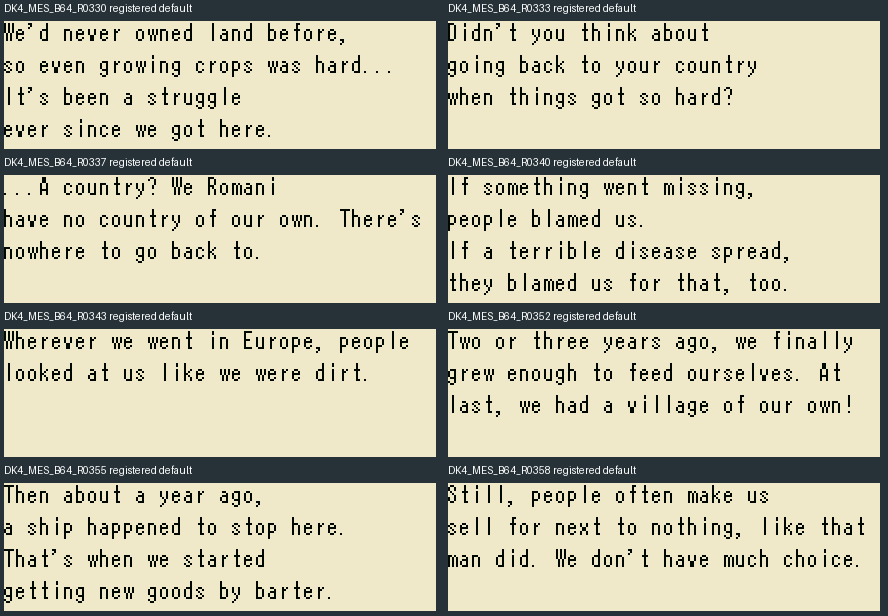 DK4_MES_B64_R0330 registered default
We'd never owned land before,
so even growing crops was hard...
It's been a struggle
ever since we got here.
DK4_MES_B64_R0333 registered default
Didn't you think about
going back to your country
when things got so hard?
DK4_MES_B64_R0337 registered default
...A country? We Romani
have no country of our own. There's
nowhere to go back to.
DK4_MES_B64_R0340 registered default
If something went missing,
people blamed us.
If a terrible disease spread,
they blamed us for that, too.
DK4_MES_B64_R0343 registered default
Wherever we went in Europe, people
looked at us like we were dirt.
DK4_MES_B64_R0352 registered default
Two or three years ago, we finally
grew enough to feed ourselves. At
last, we had a village of our own!
DK4_MES_B64_R0355 registered default
Then about a year ago,
a ship happened to stop here.
That's when we started
getting new goods by barter.
DK4_MES_B64_R0358 registered default
Still, people often make us
sell for next to nothing, like that
man did. We don't have much choice.